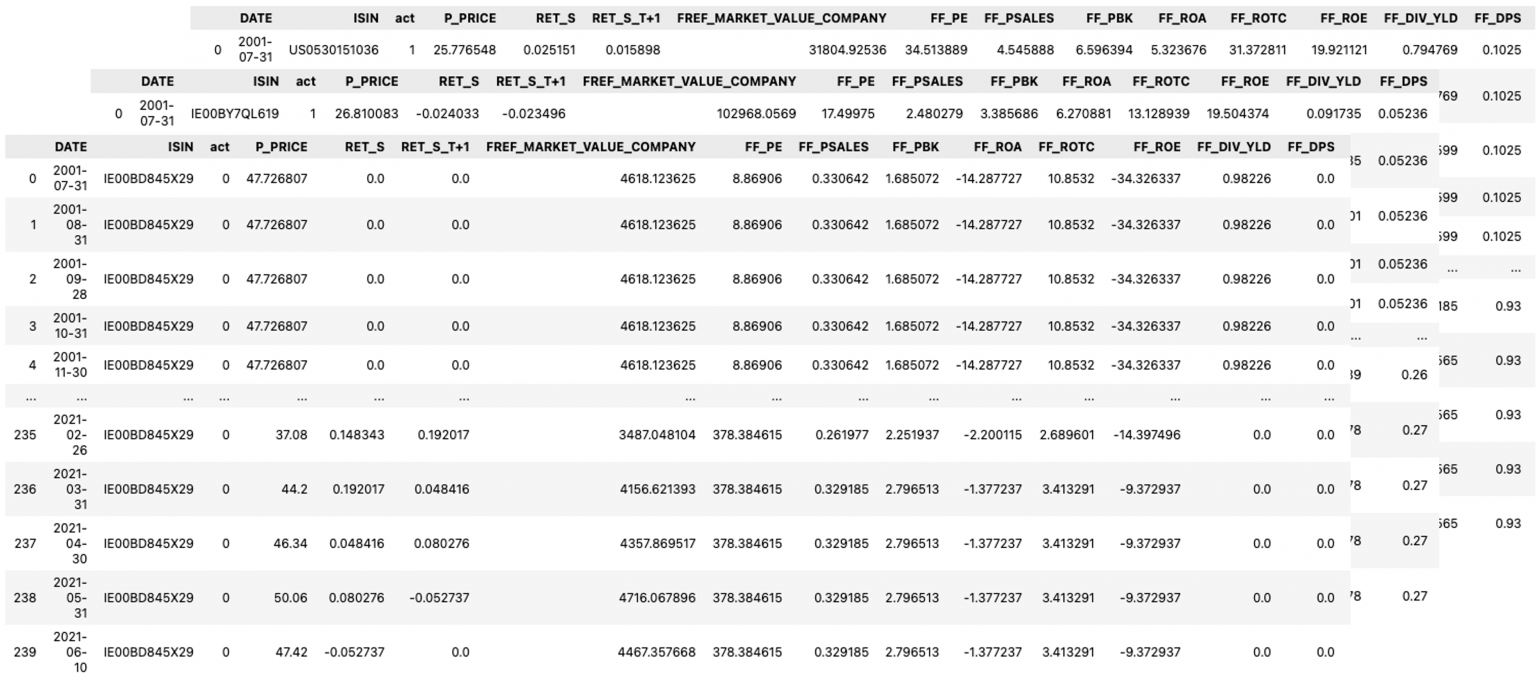 DATE ISIN act P_PRICE RET_S RET_S_T+1 FREF_MARKET_VALUE_COMPANY FF_PE FF_PSALES FF_PBK FF_ROA FF_ROTC FF_ROE FF_DIV_YLD FF_DPS
0 2001-07-31 US0530151036 1 25.776548 0.025151 0.015898 31804.92536 34.513889 4.545888 6.596394 5.323676 31.372811 19.921121 0.794769 0.1025
DATE ISIN act P_PRICE RET_S RET_S_T+1 FREF_MARKET_VALUE_COMPANY FF_PE FF_PSALES FF_PBK FF_ROA FF_ROTC FF_ROE FF_DIV_YLD FF_DPS
769 0.1025
0 2001-07-31 IE00BY7QL619 1 26.810083 -0.024033 -0.023496 102968.0569 17.49975 2.480279 3.385686 6.270881 13.128939 19.504374 0.091735 0.05236
DATE ISIN act P_PRICE RET_S RET_S_T+1 FREF_MARKET_VALUE_COMPANY FF_PE FF_PSALES FF_PBK FF_ROA FF_ROTC FF_ROE FF_DIV_YLD FF_DPS
35 0.05236 599 0.1025
0 2001-07-31 IE00BD845X29 0 47.726807 0.0 0.0 4618.123625 8.86906 0.330642 1.685072 -14.287727 10.8532 -34.326337 0.98226 0.0
599 0.1025
1 2001-08-31 IE00BD845X29 0 47.726807 0.0 0.0 4618.123625 8.86906 0.330642 1.685072 -14.287727 10.8532 -34.326337 0.98226 0.0
01 0.05236
599 0.1025
01 0.05236 ... ...
2 2001-09-28 IE00BD845X29 0 47.726807 0.0 0.0 4618.123625 8.86906 0.330642 1.685072 -14.287727 10.8532 -34.326337 0.98226 0.0
01 0.05236 185 0.93
3 2001-10-31 IE00BD845X29 0 47.726807 0.0 0.0 4618.123625 8.86906 0.330642 1.685072 -14.287727 10.8532 -34.326337 0.98226 0.0
... ...
4 2001-11-30 IE00BD845X29 0 47.726807 0.0 0.0 4618.123625 8.86906 0.330642 1.685072 -14.287727 10.8532 -34.326337 0.98226 0.0
565 0.93
39 0.26
... ... ... ... ... ... ... ... ... ... ... ... ... ... ... ...
565 0.93
235 2021-02-26 IE00BD845X29 0 37.08 0.148343 0.192017 3487.048104 378.384615 0.261977 2.251937 -2.200115 2.689601 -14.397496 0.0 0.0
78 0.27
565 0.93
236 2021-03-31 IE00BD845X29 0 44.2 0.192017 0.048416 4156.621393 378.384615 0.329185 2.796513 -1.377237 3.413291 -9.372937 0.0 0.0
78 0.27
565 0.93
237 2021-04-30 IE00BD845X29 0 46.34 0.048416 0.080276 4357.869517 378.384615 0.329185 2.796513 -1.377237 3.413291 -9.372937 0.0 0.0
78 0.27
238 2021-05-31 IE00BD845X29 0 50.06 0.080276 -0.052737 4716.067896 378.384615 0.329185 2.796513 -1.377237 3.413291 -9.372937 0.0 0.0
78 0.27
239 2021-06-10 IE00BD845X29 0 47.42 -0.052737 0.0 4467.357668 378.384615 0.329185 2.796513 -1.377237 3.413291 -9.372937 0.0 0.0